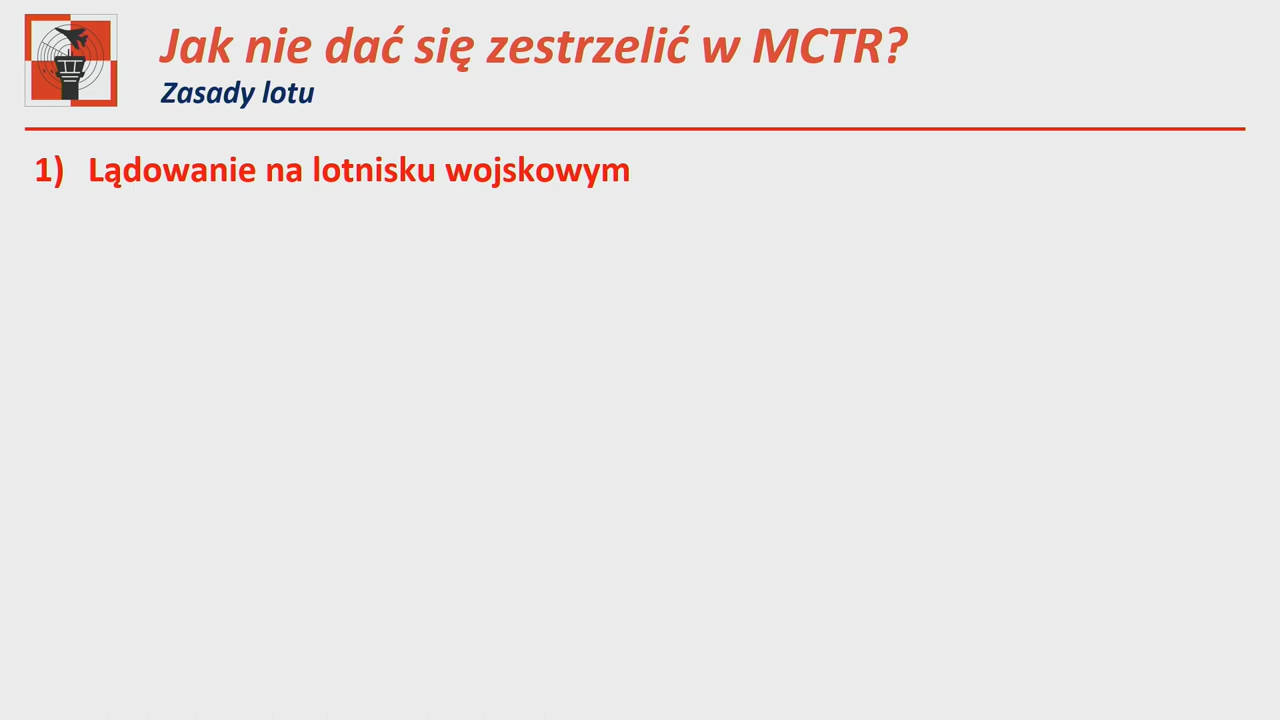 Jak nie dać się zestrzelić w MCTR?
Zasady lotu
1) Lądowanie na lotnisku wojskowym